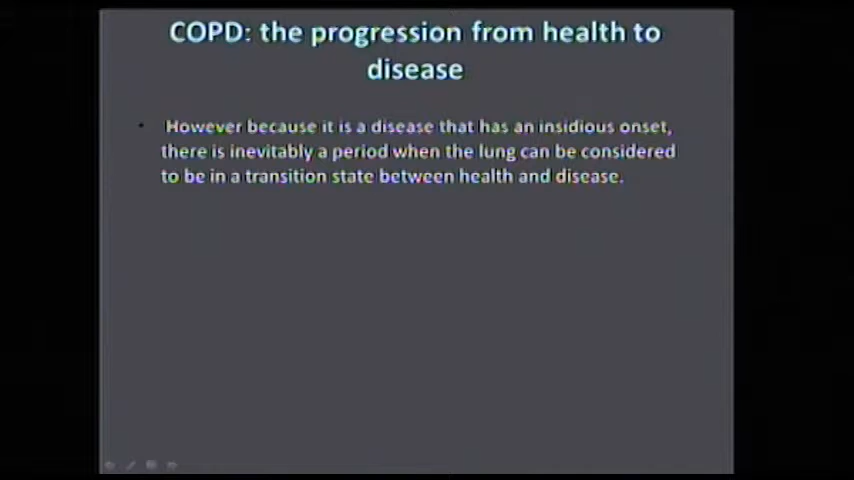 COPD: the progression from health to
disease
• However because it is a disease that has an insidious onset,
there is inevitably a period when the lung can be considered
to be in a transition state between health and disease.